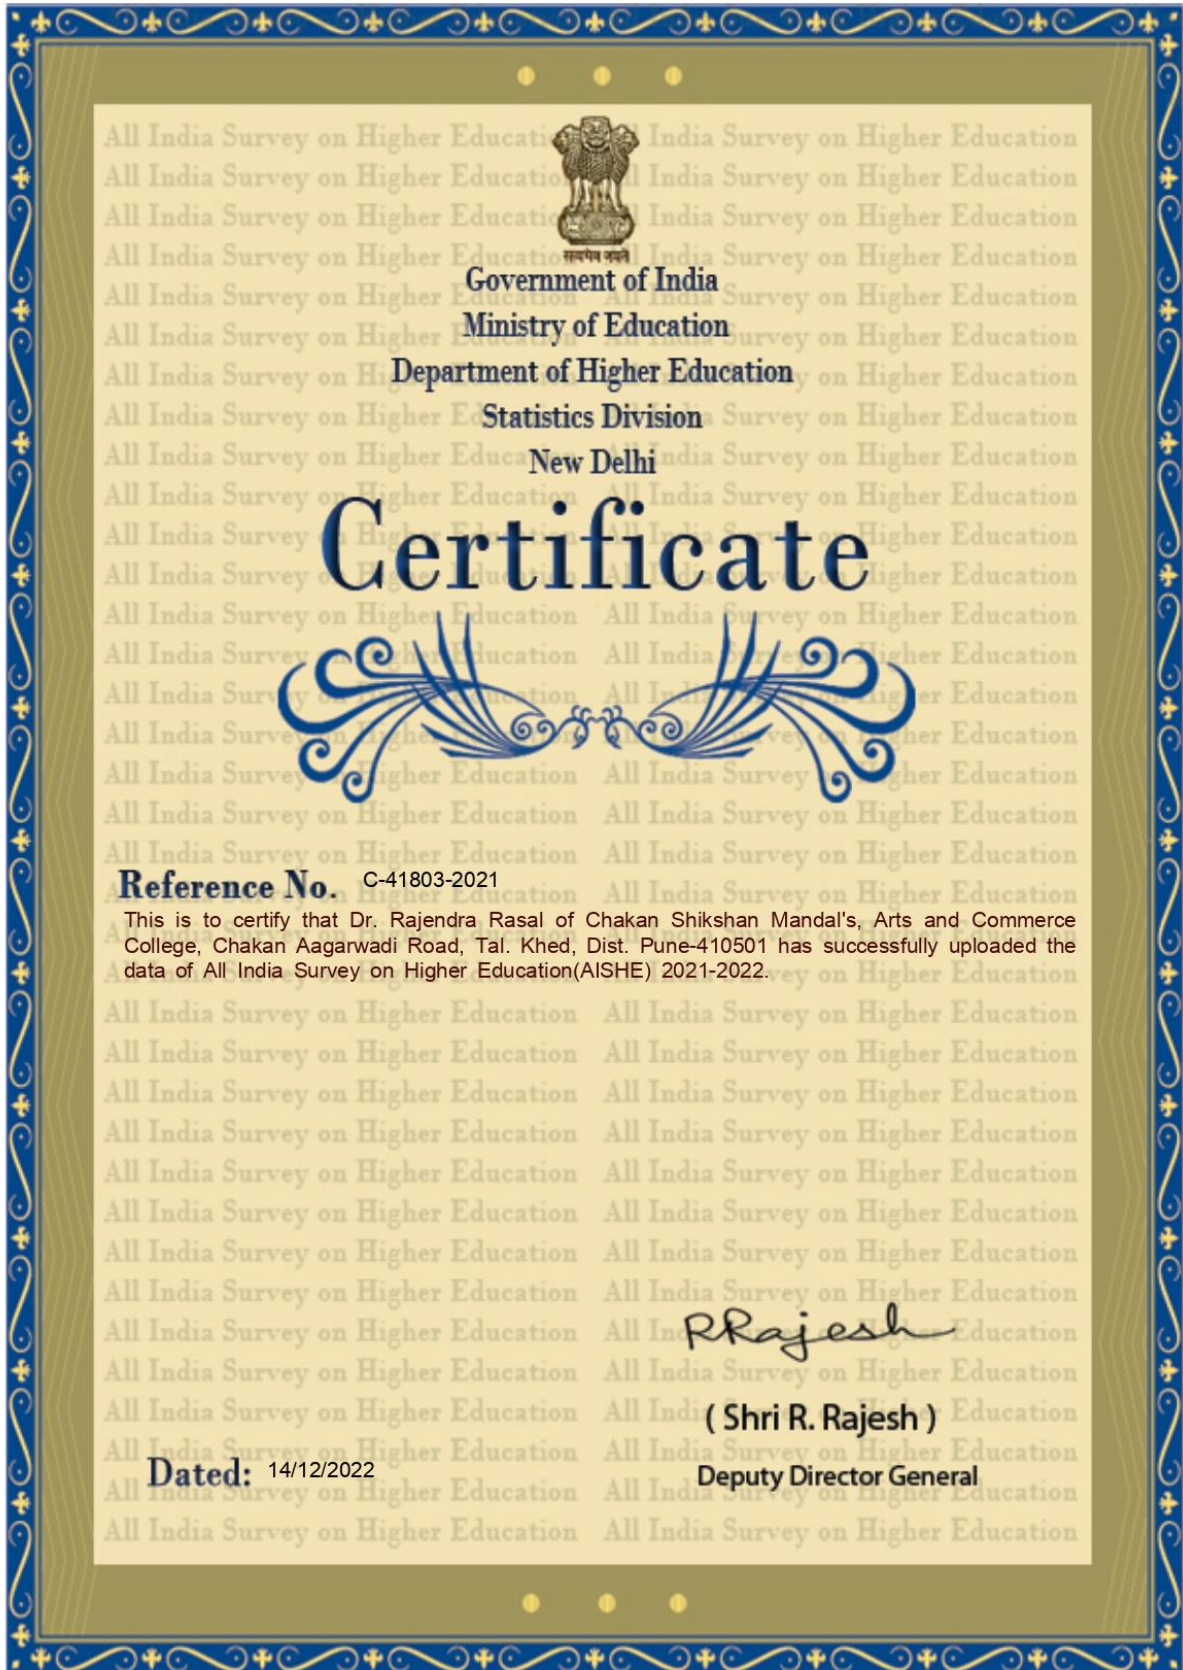 सत्यमेव जयते
Government of India
Ministry of Education
Department of Higher Education
Statistics Division
New Delhi
Certificate
Reference No. C-41803-2021
This is to certify that Dr. Rajendra Rasal of Chakan Shikshan Mandal's, Arts and Commerce
College, Chakan Aagarwadi Road, Tal. Khed, Dist. Pune-410501 has successfully uploaded the
data of All India Survey on Higher Education(AISHE) 2021-2022.
RRajesh
( Shri R. Rajesh )
Dated: 14/12/2022
Deputy Director General